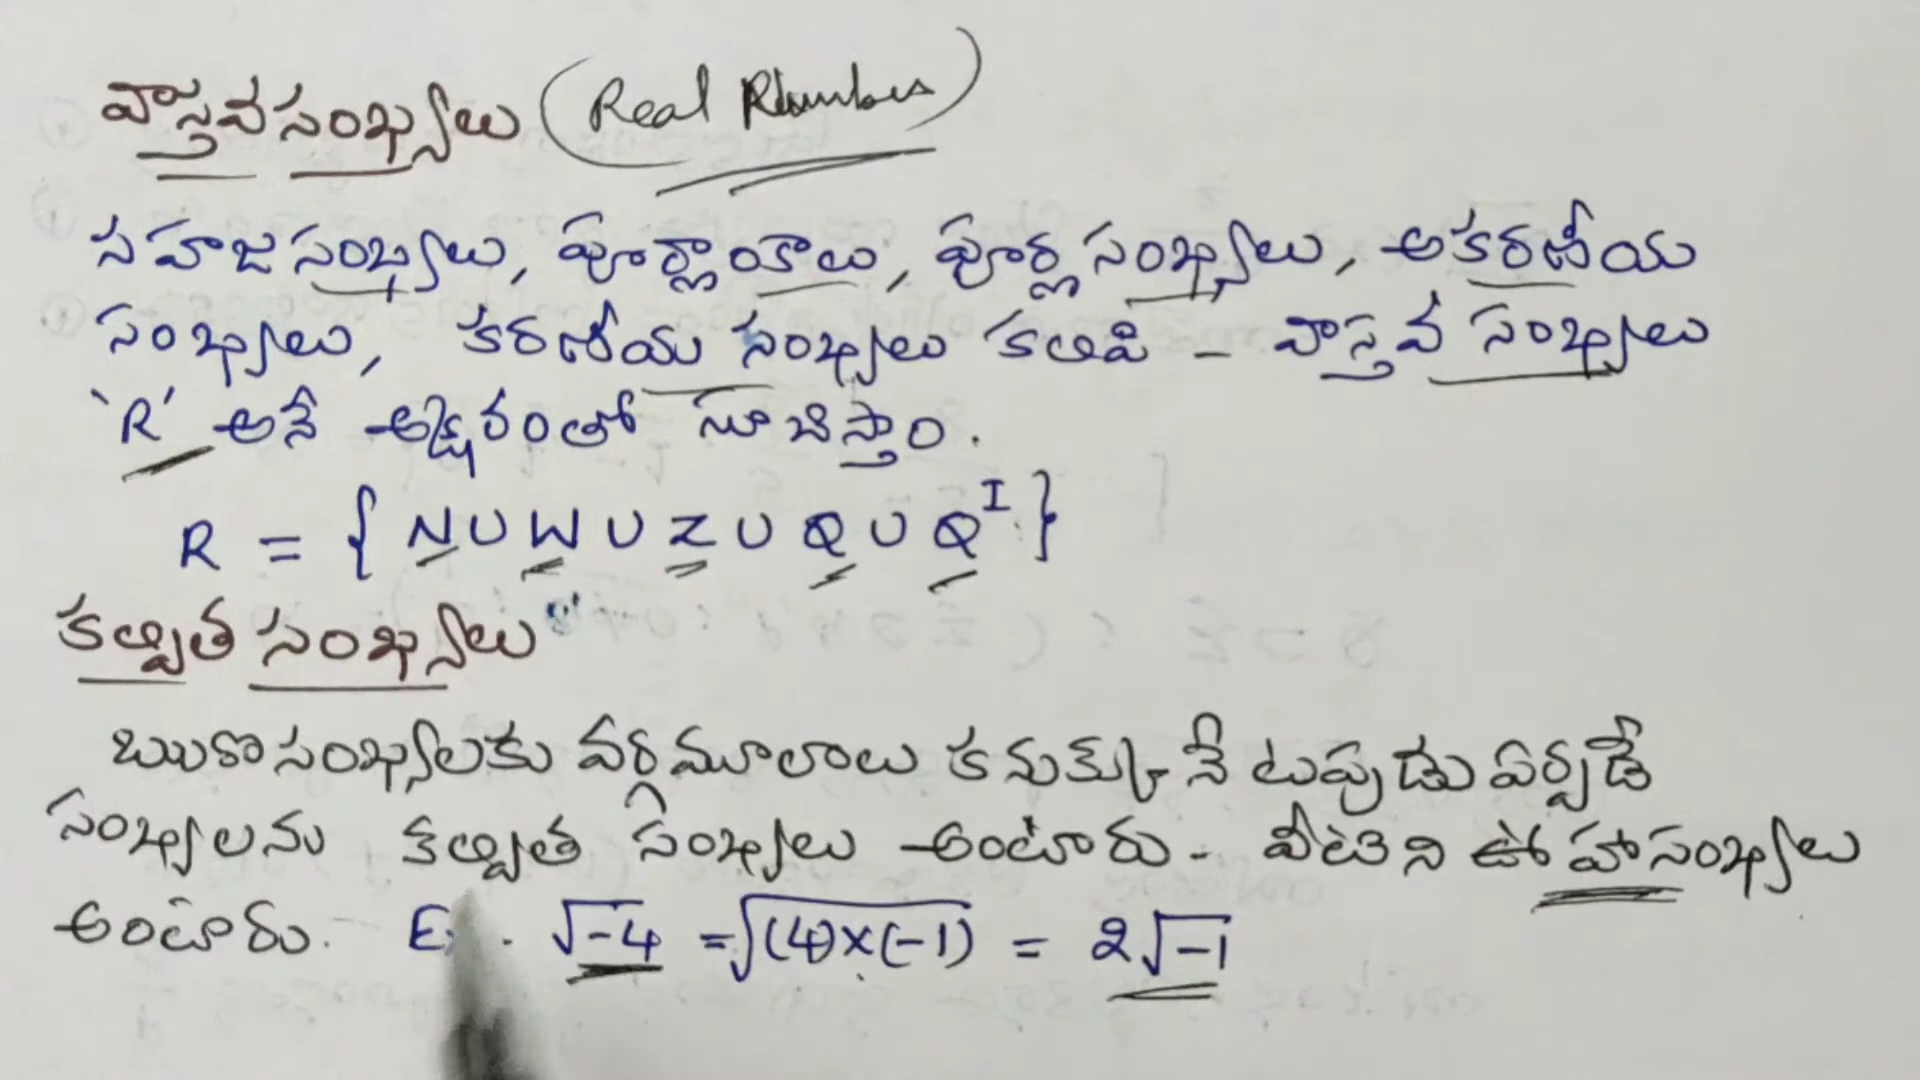 వాస్తవ సంఖ్యలు (Real Numbers)
సహజ సంఖ్యలు, పూర్ణాంకాలు, పూర్ణ సంఖ్యలు, అకరణీయ
సంఖ్యలు, కరణీయ సంఖ్యలు కలిపి - వాస్తవ సంఖ్యలు
'R' అనే అక్షరంతో సూచిస్తాం.
R = { N U W U Z U Q U Q^I }
కల్పిత సంఖ్యలు
ఋణ సంఖ్యలకు వర్గమూలాలు కనుక్కునేటపుడు ఏర్పడే
సంఖ్యలను కల్పిత సంఖ్యలు అంటారు. వీటిని ఊహా సంఖ్యలు
అంటారు. E √-4 = √(4)×(-1) = 2√-1